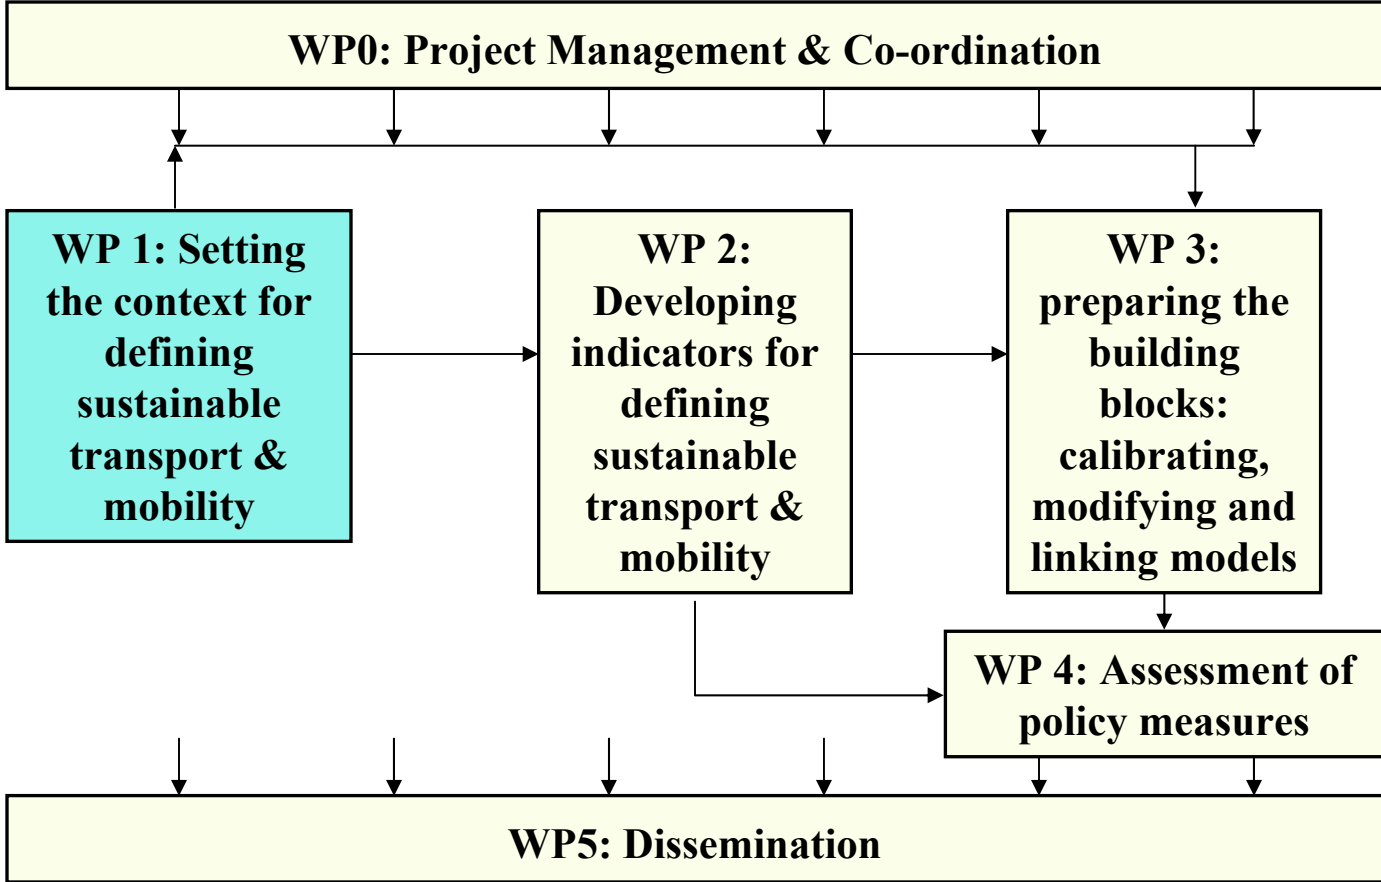 WP0: Project Management & Co-ordination
WP 1: Setting
the context for
defining
sustainable
transport &
mobility
WP 2:
Developing
indicators for
defining
sustainable
transport &
mobility
WP 3:
preparing the
building
blocks:
calibrating,
modifying and
linking models
WP 4: Assessment of
policy measures
WP5: Dissemination